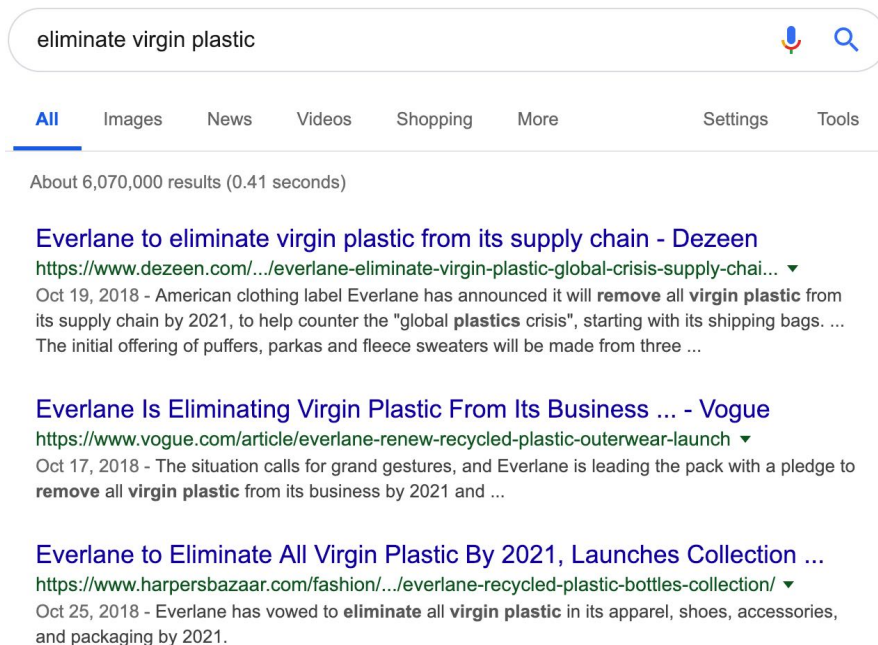 eliminate virgin plastic
All Images News Videos Shopping More Settings Tools
About 6,070,000 results (0.41 seconds)
Everlane to eliminate virgin plastic from its supply chain - Dezeen
https://www.dezeen.com/.../everlane-eliminate-virgin-plastic-global-crisis-supply-chai...
Oct 19, 2018 - American clothing label Everlane has announced it will remove all virgin plastic from
its supply chain by 2021, to help counter the "global plastics crisis", starting with its shipping bags. ...
The initial offering of puffers, parkas and fleece sweaters will be made from three ...
Everlane Is Eliminating Virgin Plastic From Its Business ... - Vogue
https://www.vogue.com/article/everlane-renew-recycled-plastic-outerwear-launch
Oct 17, 2018 - The situation calls for grand gestures, and Everlane is leading the pack with a pledge to
remove all virgin plastic from its business by 2021 and ...
Everlane to Eliminate All Virgin Plastic By 2021, Launches Collection ...
https://www.harpersbazaar.com/fashion/.../everlane-recycled-plastic-bottles-collection/
Oct 25, 2018 - Everlane has vowed to eliminate all virgin plastic in its apparel, shoes, accessories,
and packaging by 2021.